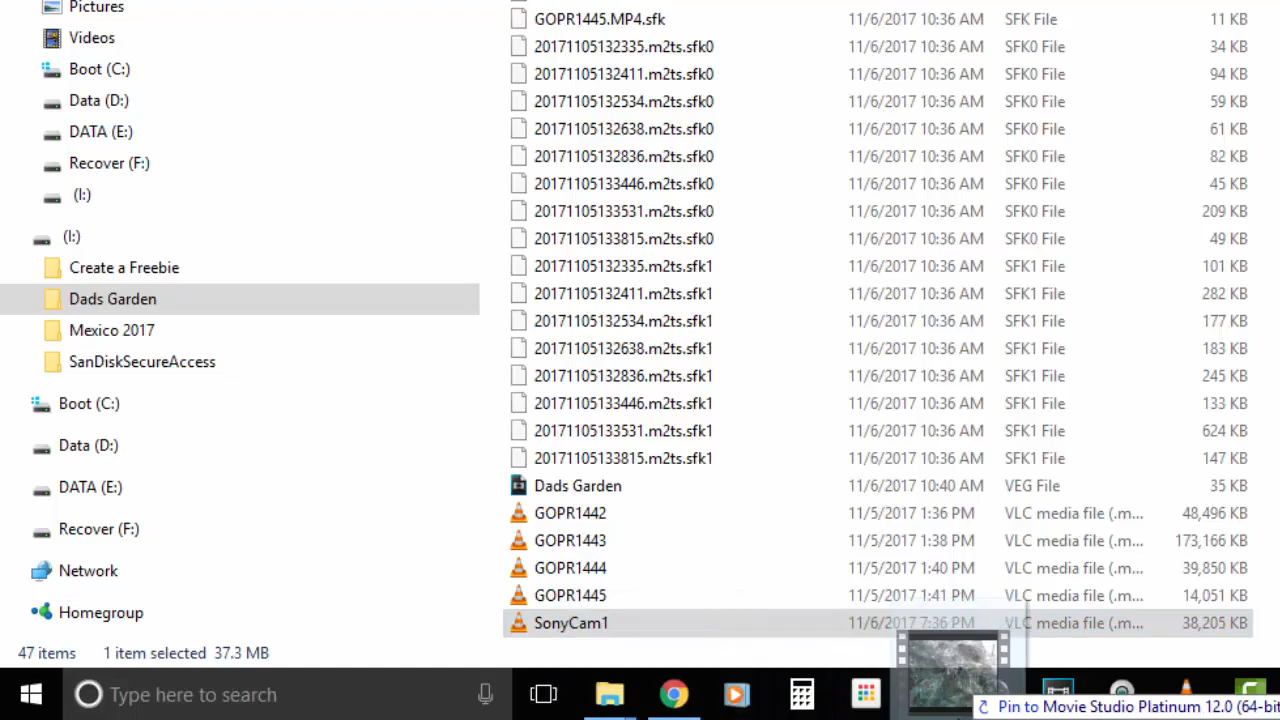 Pictures
Videos
Boot (C:)
Data (D:)
DATA (E:)
Recover (F:)
(I:)
(I:)
Create a Freebie
Dads Garden
Mexico 2017
SanDiskSecureAccess
Boot (C:)
Data (D:)
DATA (E:)
Recover (F:)
Network
Homegroup
GOPR1445.MP4.sfk 11/6/2017 10:36 AM SFK File 11 KB
20171105132335.m2ts.sfk0 11/6/2017 10:36 AM SFK0 File 34 KB
20171105132411.m2ts.sfk0 11/6/2017 10:36 AM SFK0 File 94 KB
20171105132534.m2ts.sfk0 11/6/2017 10:36 AM SFK0 File 59 KB
20171105132638.m2ts.sfk0 11/6/2017 10:36 AM SFK0 File 61 KB
20171105132836.m2ts.sfk0 11/6/2017 10:36 AM SFK0 File 82 KB
20171105133446.m2ts.sfk0 11/6/2017 10:36 AM SFK0 File 45 KB
20171105133531.m2ts.sfk0 11/6/2017 10:36 AM SFK0 File 209 KB
20171105133815.m2ts.sfk0 11/6/2017 10:36 AM SFK0 File 49 KB
20171105132335.m2ts.sfk1 11/6/2017 10:36 AM SFK1 File 101 KB
20171105132411.m2ts.sfk1 11/6/2017 10:36 AM SFK1 File 282 KB
20171105132534.m2ts.sfk1 11/6/2017 10:36 AM SFK1 File 177 KB
20171105132638.m2ts.sfk1 11/6/2017 10:36 AM SFK1 File 183 KB
20171105132836.m2ts.sfk1 11/6/2017 10:36 AM SFK1 File 245 KB
20171105133446.m2ts.sfk1 11/6/2017 10:36 AM SFK1 File 133 KB
20171105133531.m2ts.sfk1 11/6/2017 10:36 AM SFK1 File 624 KB
20171105133815.m2ts.sfk1 11/6/2017 10:36 AM SFK1 File 147 KB
Dads Garden 11/6/2017 10:40 AM VEG File 35 KB
GOPR1442 11/5/2017 1:36 PM VLC media file (.m... 48,496 KB
GOPR1443 11/5/2017 1:38 PM VLC media file (.m... 173,166 KB
GOPR1444 11/5/2017 1:40 PM VLC media file (.m... 39,850 KB
GOPR1445 11/5/2017 1:41 PM VLC media file (.m... 14,051 KB
SonyCam1 11/6/2017 7:36 PM VLC media file (.m... 38,205 KB
47 items 1 item selected 37.3 MB
Type here to search
Pin to Movie Studio Platinum 12.0 (64-bit